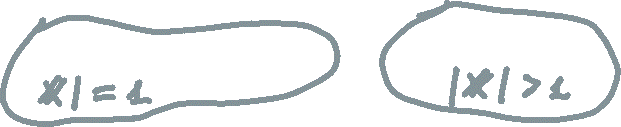 𝒳| = 1
|𝒳| > 1